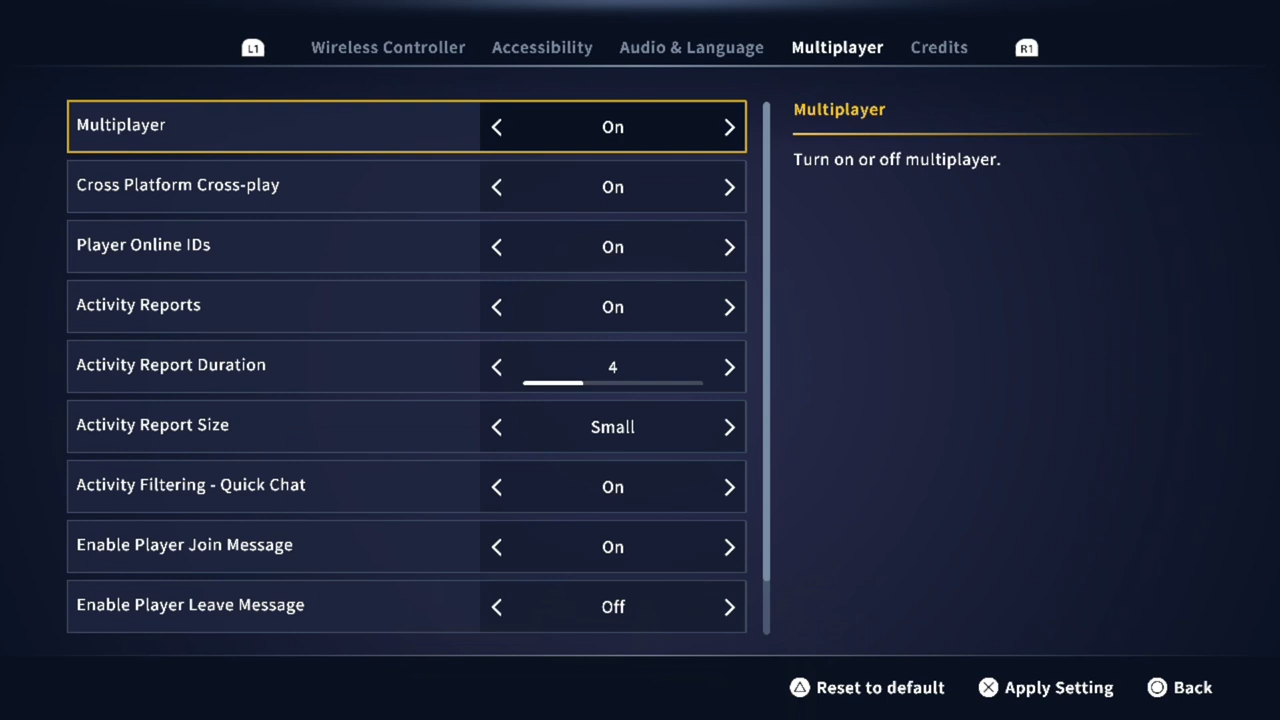 L1 Wireless Controller Accessibility Audio & Language Multiplayer Credits R1
Multiplayer On
Cross Platform Cross-play On
Player Online IDs On
Activity Reports On
Activity Report Duration 4
Activity Report Size Small
Activity Filtering - Quick Chat On
Enable Player Join Message On
Enable Player Leave Message Off
Multiplayer
Turn on or off multiplayer.
Reset to default Apply Setting Back